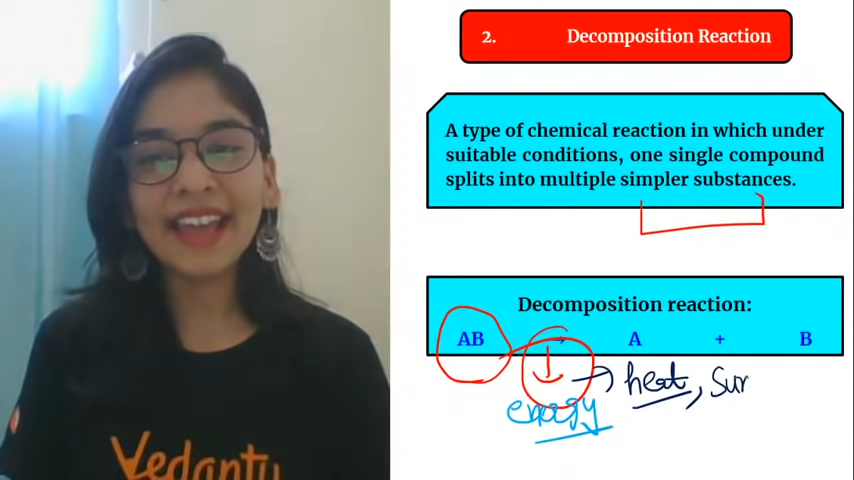 2. Decomposition Reaction
A type of chemical reaction in which under
suitable conditions, one single compound
splits into multiple simpler substances.
Decomposition reaction:
AB → A + B
→ heat, Sur
energy
Vedantu